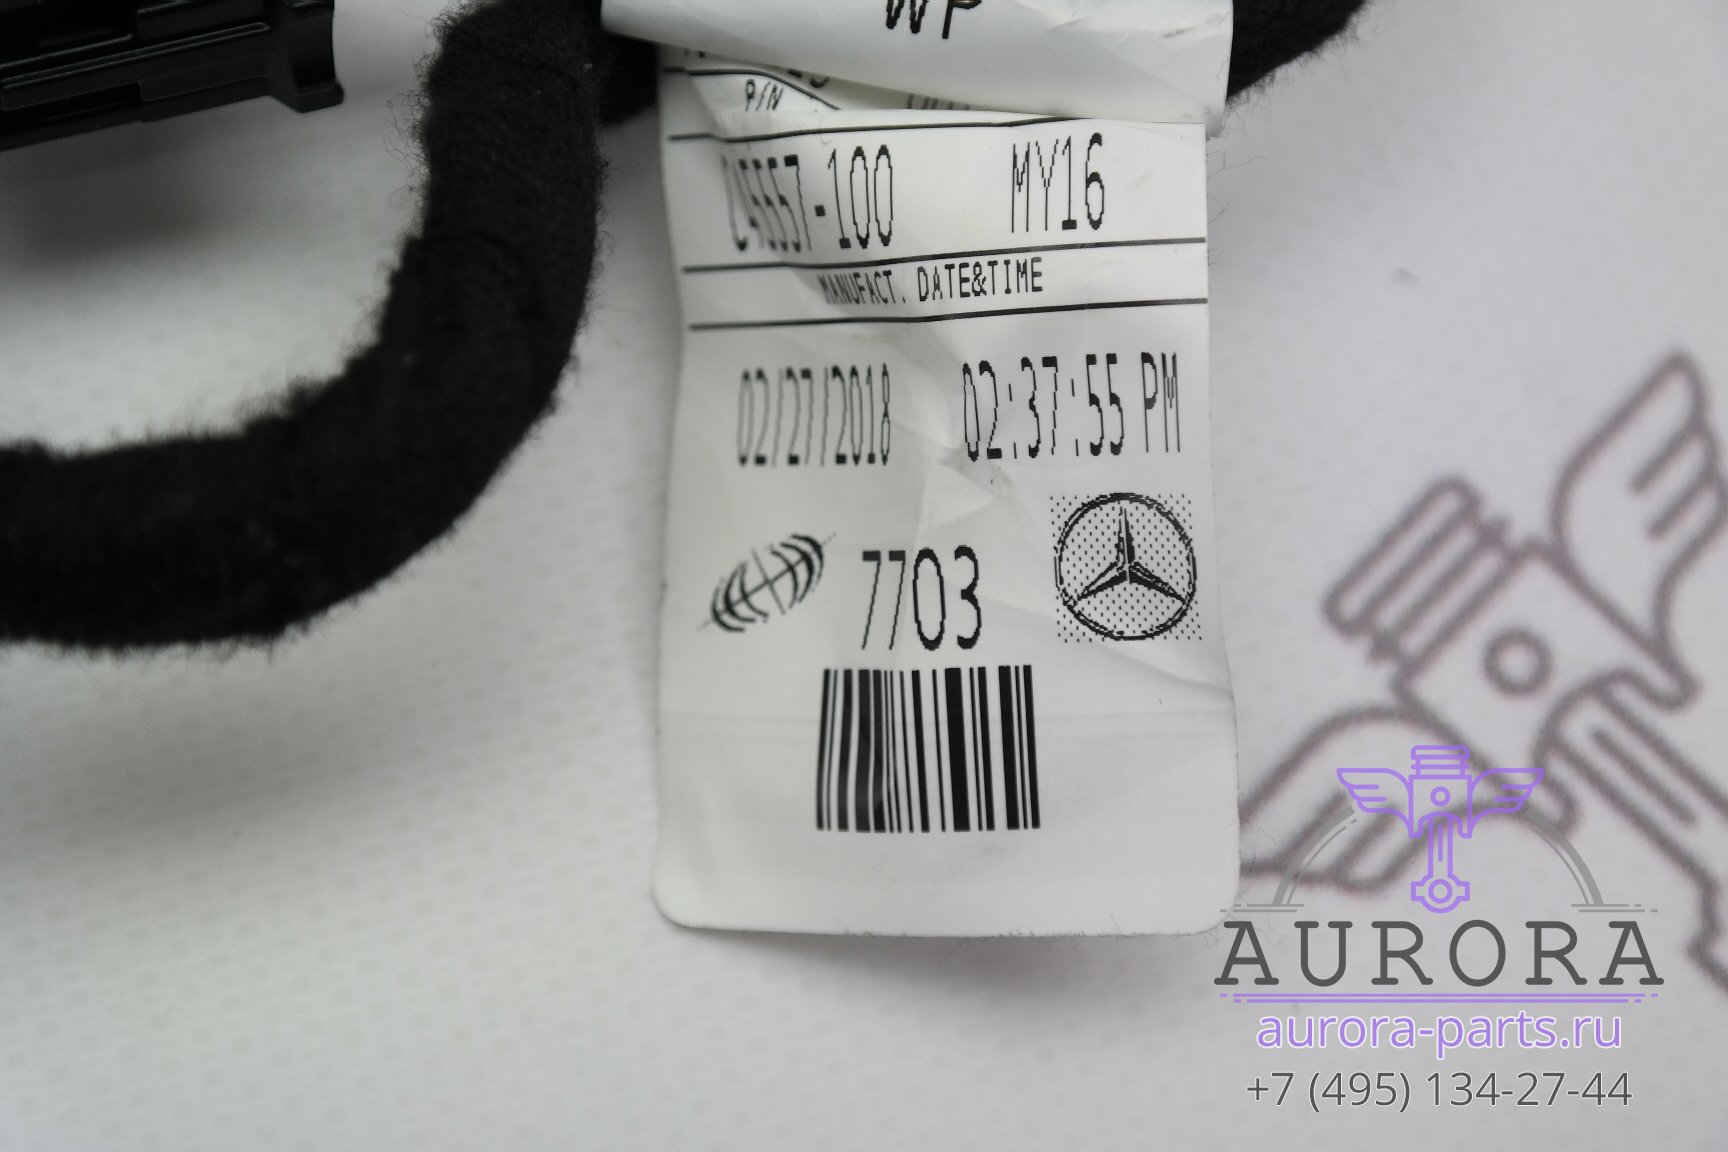 P/N
C45557-100 MY16
MANUFACT. DATE&TIME
02/27/2018 02:37:55 PM
7703
AURORA
aurora-parts.ru
+7 (495) 134-27-44